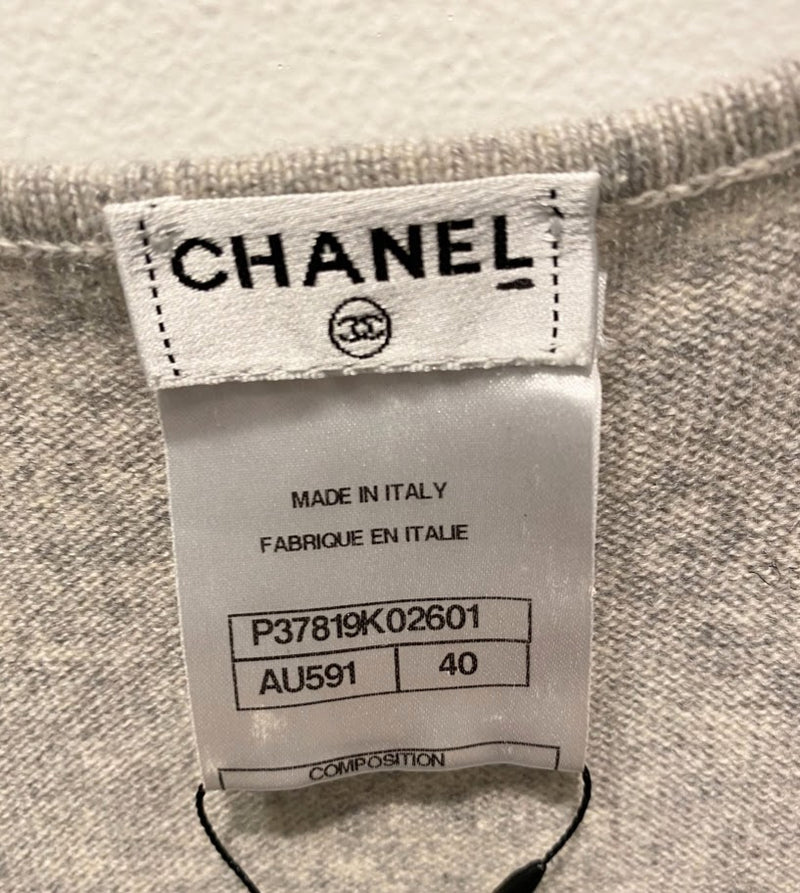 CHANEL
MADE IN ITALY
FABRIQUE EN ITALIE
P37819K02601
AU591 40
COMPOSITION